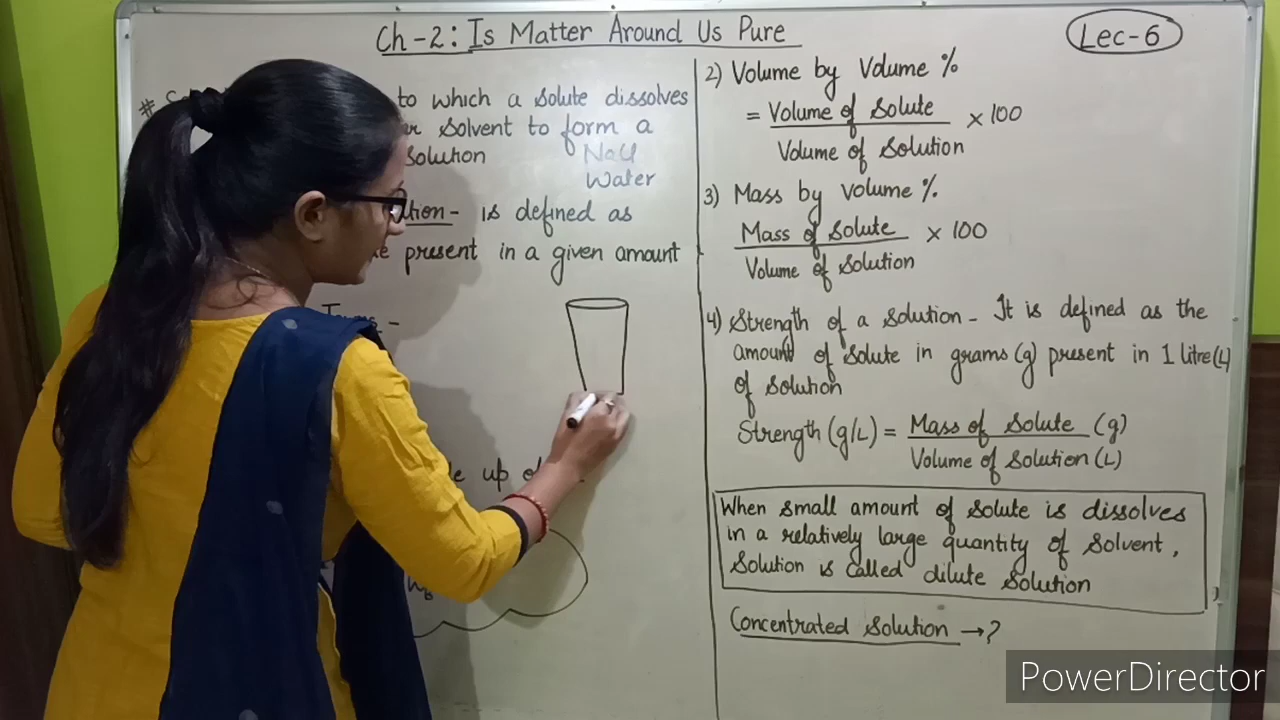 Ch-2: Is Matter Around Us Pure
Lec-6
# to which a solute dissolves
solvent to form a
solution NaCl
Water
is defined as
present in a given amount
Terms -
up of
2) Volume by Volume %
= Volume of Solute × 100
Volume of Solution
3) Mass by Volume %
Mass of Solute × 100
Volume of Solution
4) Strength of a Solution - It is defined as the
amount of Solute in grams (g) present in 1 litre (L)
of Solution
Strength (g/L) = Mass of Solute (g)
Volume of Solution (L)
When small amount of solute is dissolves
in a relatively large quantity of Solvent,
Solution is called dilute Solution
Concentrated Solution → ?
PowerDirector